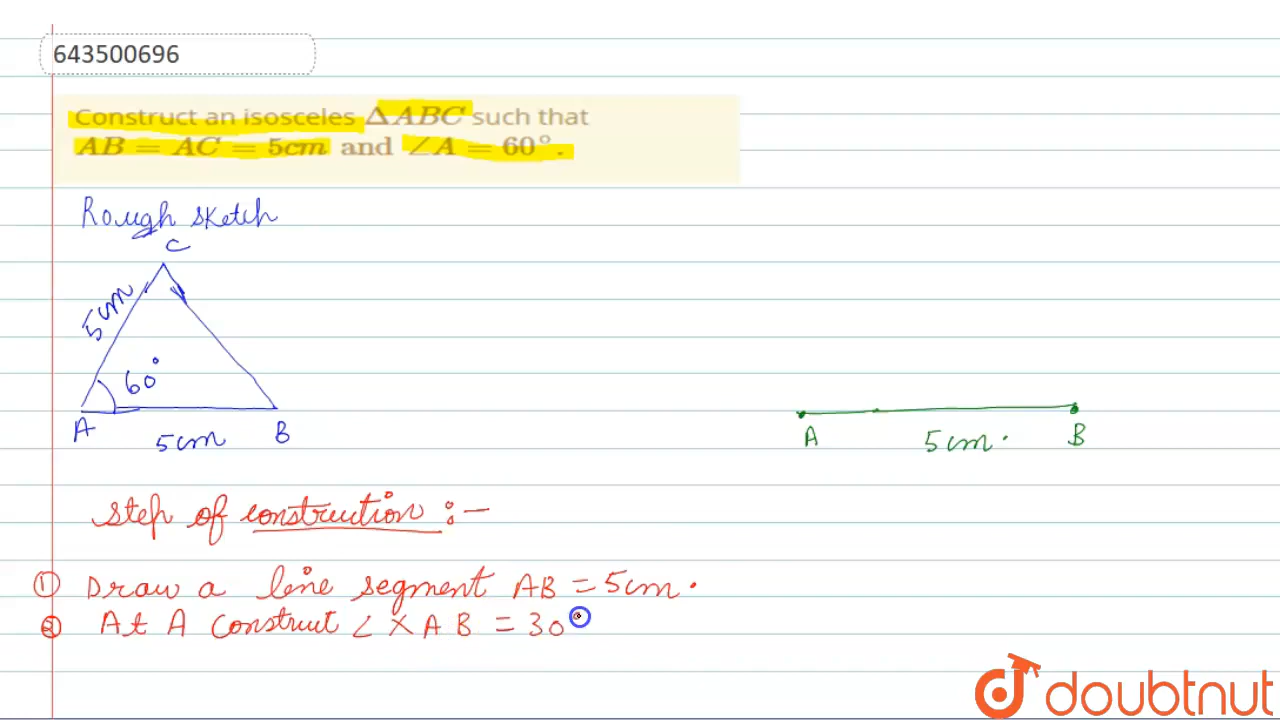 643500696
Construct an isosceles ΔABC such that
AB = AC = 5cm and ∠A = 60°.
Rough sketch
C
5cm
60°
A
B
5cm
A
5cm.
B
Step of construction :-
① Draw a line segment AB = 5cm.
② At A construct ∠XAB = 30°
doubtnut